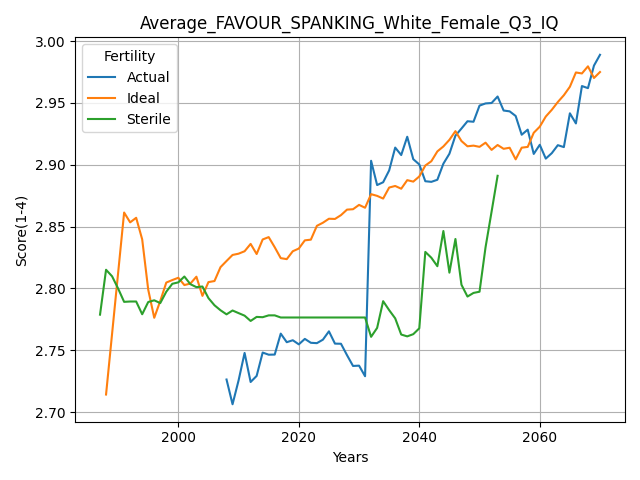 Average_FAVOUR_SPANKING_White_Female_Q3_IQ
Fertility
Actual
Ideal
Sterile
Score(1-4)
3.00
2.95
2.90
2.85
2.80
2.75
2.70
2000
2020
2040
2060
Years